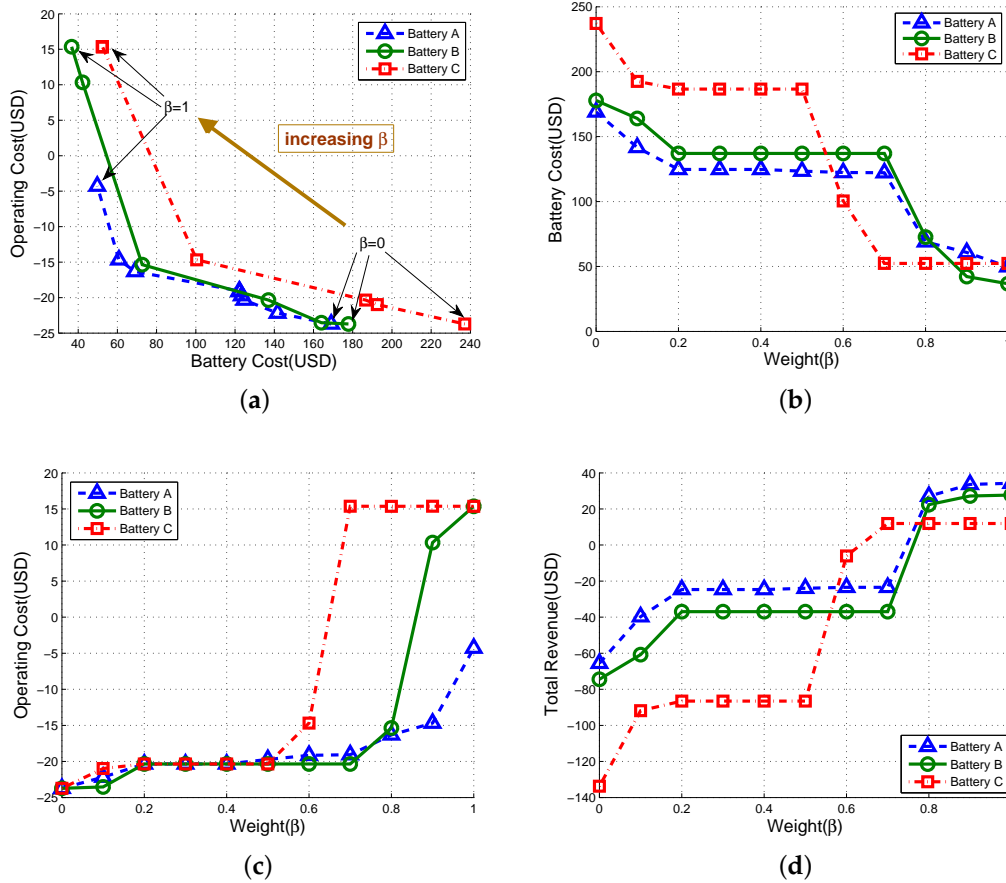 20
15
10
5
0
−5
−10
−15
−20
−25
Operating Cost(USD)
40 60 80 100 120 140 160 180 200 220 240
Battery Cost(USD)
Battery A
Battery B
Battery C
β=1
increasing β
β=0
(a)
250
200
150
100
50
0
Battery Cost(USD)
0 0.2 0.4 0.6 0.8 1
Weight(β)
Battery A
Battery B
Battery C
(b)
20
15
10
5
0
−5
−10
−15
−20
−25
Operating Cost(USD)
0 0.2 0.4 0.6 0.8 1
Weight(β)
Battery A
Battery B
Battery C
(c)
40
20
0
−20
−40
−60
−80
−100
−120
−140
Total Revenue(USD)
0 0.2 0.4 0.6 0.8
Weight(β)
Battery A
Battery B
Battery C
(d)